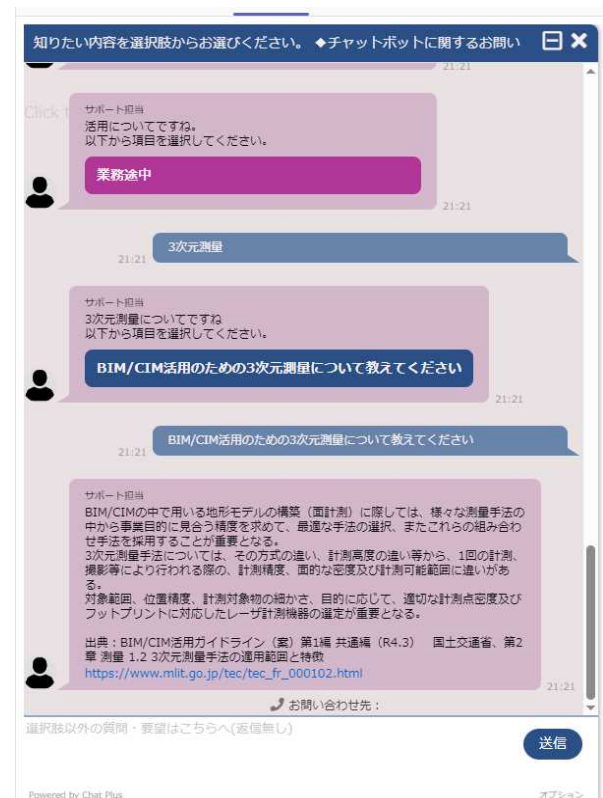 知りたい内容を選択肢からお選びください。 ◆チャットボットに関するお問い
21:21
サポート担当
活用についてですね。
以下から項目を選択してください。
業務途中
21:21
3次元測量
21:21
サポート担当
3次元測量についてですね
以下から項目を選択してください。
BIM/CIM活用のための3次元測量について教えてください
21:21
BIM/CIM活用のための3次元測量について教えてください
21:21
サポート担当
BIM/CIMの中で用いる地形モデルの構築（面計測）に際しては、様々な測量手法の
中から事業目的に見合う精度を求めて、最適な手法の選択、またこれらの組み合わ
せ手法を採用することが重要となる。
3次元測量手法については、その方式の違い、計測高度の違い等から、1回の計測、
撮影等により行われる際の、計測精度、面的な密度及び計測可能範囲に違いがあ
る。
対象範囲、位置精度、計測対象物の細かさ、目的に応じて、適切な計測点密度及び
フットプリントに対応したレーザ計測機器の選定が重要となる。
出典：BIM/CIM活用ガイドライン（案）第1編 共通編（R4.3） 国土交通省、第2
章 測量 1.2 3次元測量手法の適用範囲と特徴
https://www.mlit.go.jp/tec/tec_fr_000102.html
21:21
お問い合わせ先：
選択肢以外の質問・要望はこちらへ(返信無し)
送信
Powered by Chat Plus
オプション